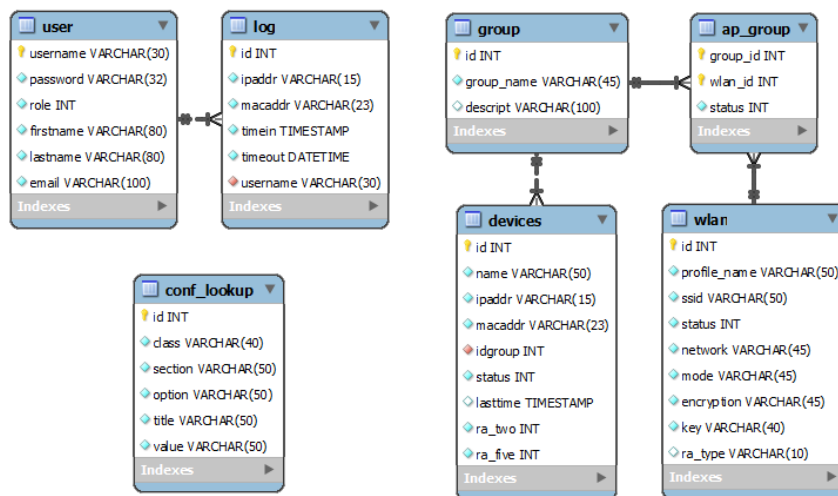 user
username VARCHAR(30)
password VARCHAR(32)
role INT
firstname VARCHAR(80)
lastname VARCHAR(80)
email VARCHAR(100)
Indexes
log
id INT
ipaddr VARCHAR(15)
macaddr VARCHAR(23)
timein TIMESTAMP
timeout DATETIME
username VARCHAR(30)
Indexes
group
id INT
group_name VARCHAR(45)
descript VARCHAR(100)
Indexes
ap_group
group_id INT
wlan_id INT
status INT
Indexes
conf_lookup
id INT
class VARCHAR(40)
section VARCHAR(50)
option VARCHAR(50)
title VARCHAR(50)
value VARCHAR(50)
Indexes
devices
id INT
name VARCHAR(50)
ipaddr VARCHAR(15)
macaddr VARCHAR(23)
idgroup INT
status INT
lasttime TIMESTAMP
ra_two INT
ra_five INT
Indexes
wlan
id INT
profile_name VARCHAR(50)
ssid VARCHAR(50)
status INT
network VARCHAR(45)
mode VARCHAR(45)
encryption VARCHAR(45)
key VARCHAR(40)
ra_type VARCHAR(10)
Indexes